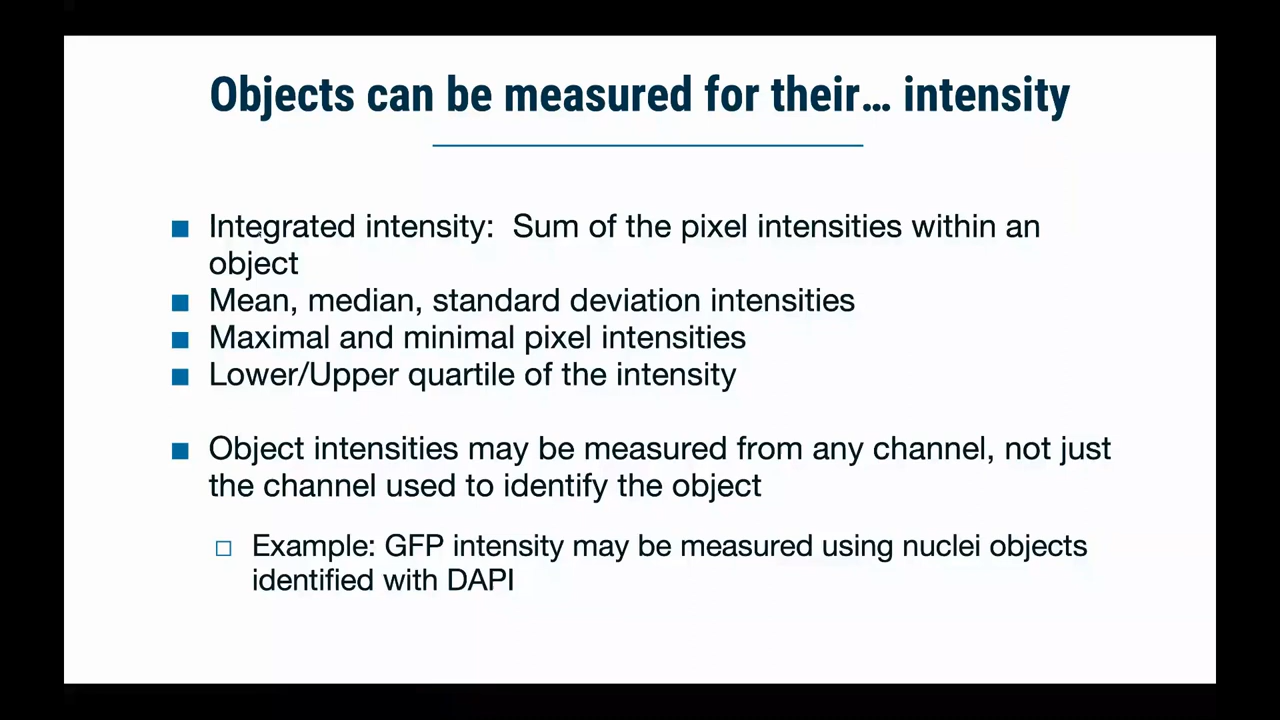 Objects can be measured for their... intensity
Integrated intensity:  Sum of the pixel intensities within an
object
Mean, median, standard deviation intensities
Maximal and minimal pixel intensities
Lower/Upper quartile of the intensity
Object intensities may be measured from any channel, not just
the channel used to identify the object
Example: GFP intensity may be measured using nuclei objects
identified with DAPI